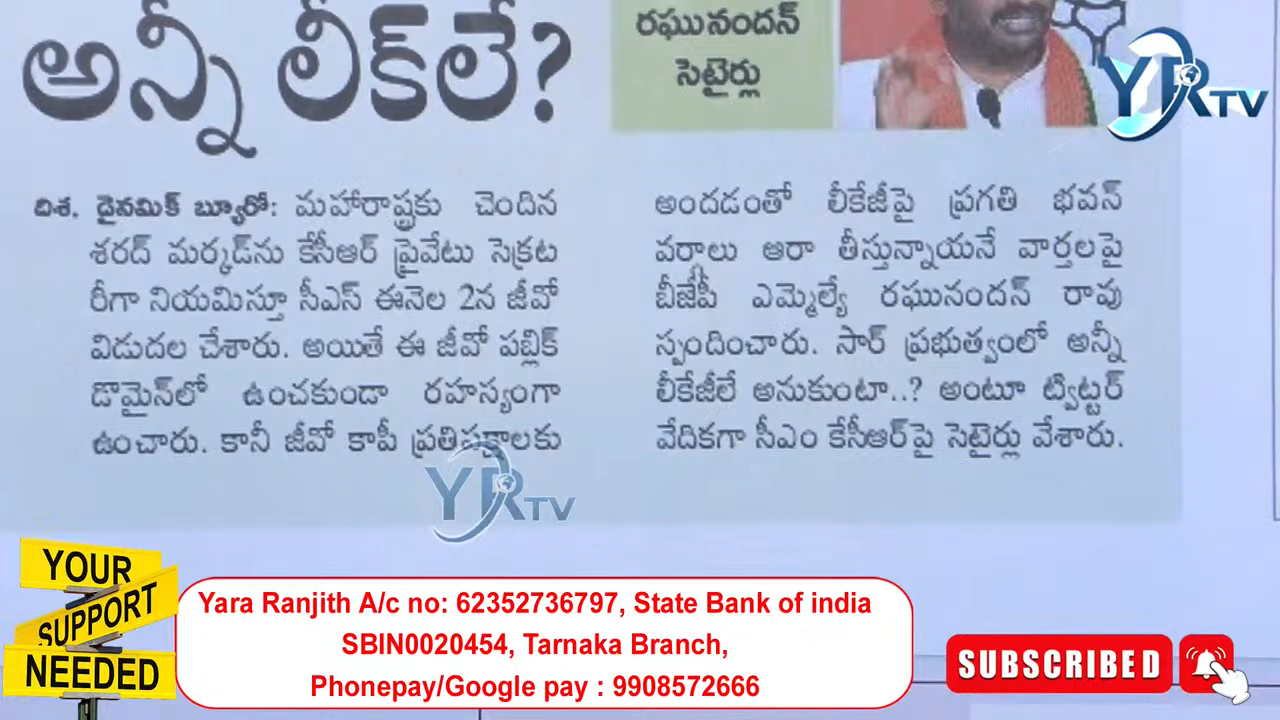 అన్నీ లీక్‌లే?
రఘునందన్
సెటైర్లు
YRTV
దిశ, డైనమిక్ బ్యూరో: మహారాష్ట్రకు చెందిన
శరద్ మర్కడ్‌ను కేసీఆర్ ప్రైవేటు సెక్రట
రీగా నియమిస్తూ సీఎస్ ఈనెల 2న జీవో
విడుదల చేశారు. అయితే ఈ జీవో పబ్లిక్
డొమైన్‌లో ఉంచకుండా రహస్యంగా
ఉంచారు. కానీ జీవో కాపీ ప్రతిపక్షాలకు
అందడంతో లీకేజీపై ప్రగతి భవన్
వర్గాలు ఆరా తీస్తున్నాయనే వార్తలపై
బీజేపీ ఎమ్మెల్యే రఘునందన్ రావు
స్పందించారు. సార్ ప్రభుత్వంలో అన్నీ
లీకేజీలే అనుకుంటా..? అంటూ ట్విట్టర్
వేదికగా సీఎం కేసీఆర్‌పై సెటైర్లు వేశారు.
YRTV
YOUR
SUPPORT
NEEDED
Yara Ranjith A/c no: 62352736797, State Bank of india
SBIN0020454, Tarnaka Branch,
Phonepay/Google pay : 9908572666
SUBSCRIBED